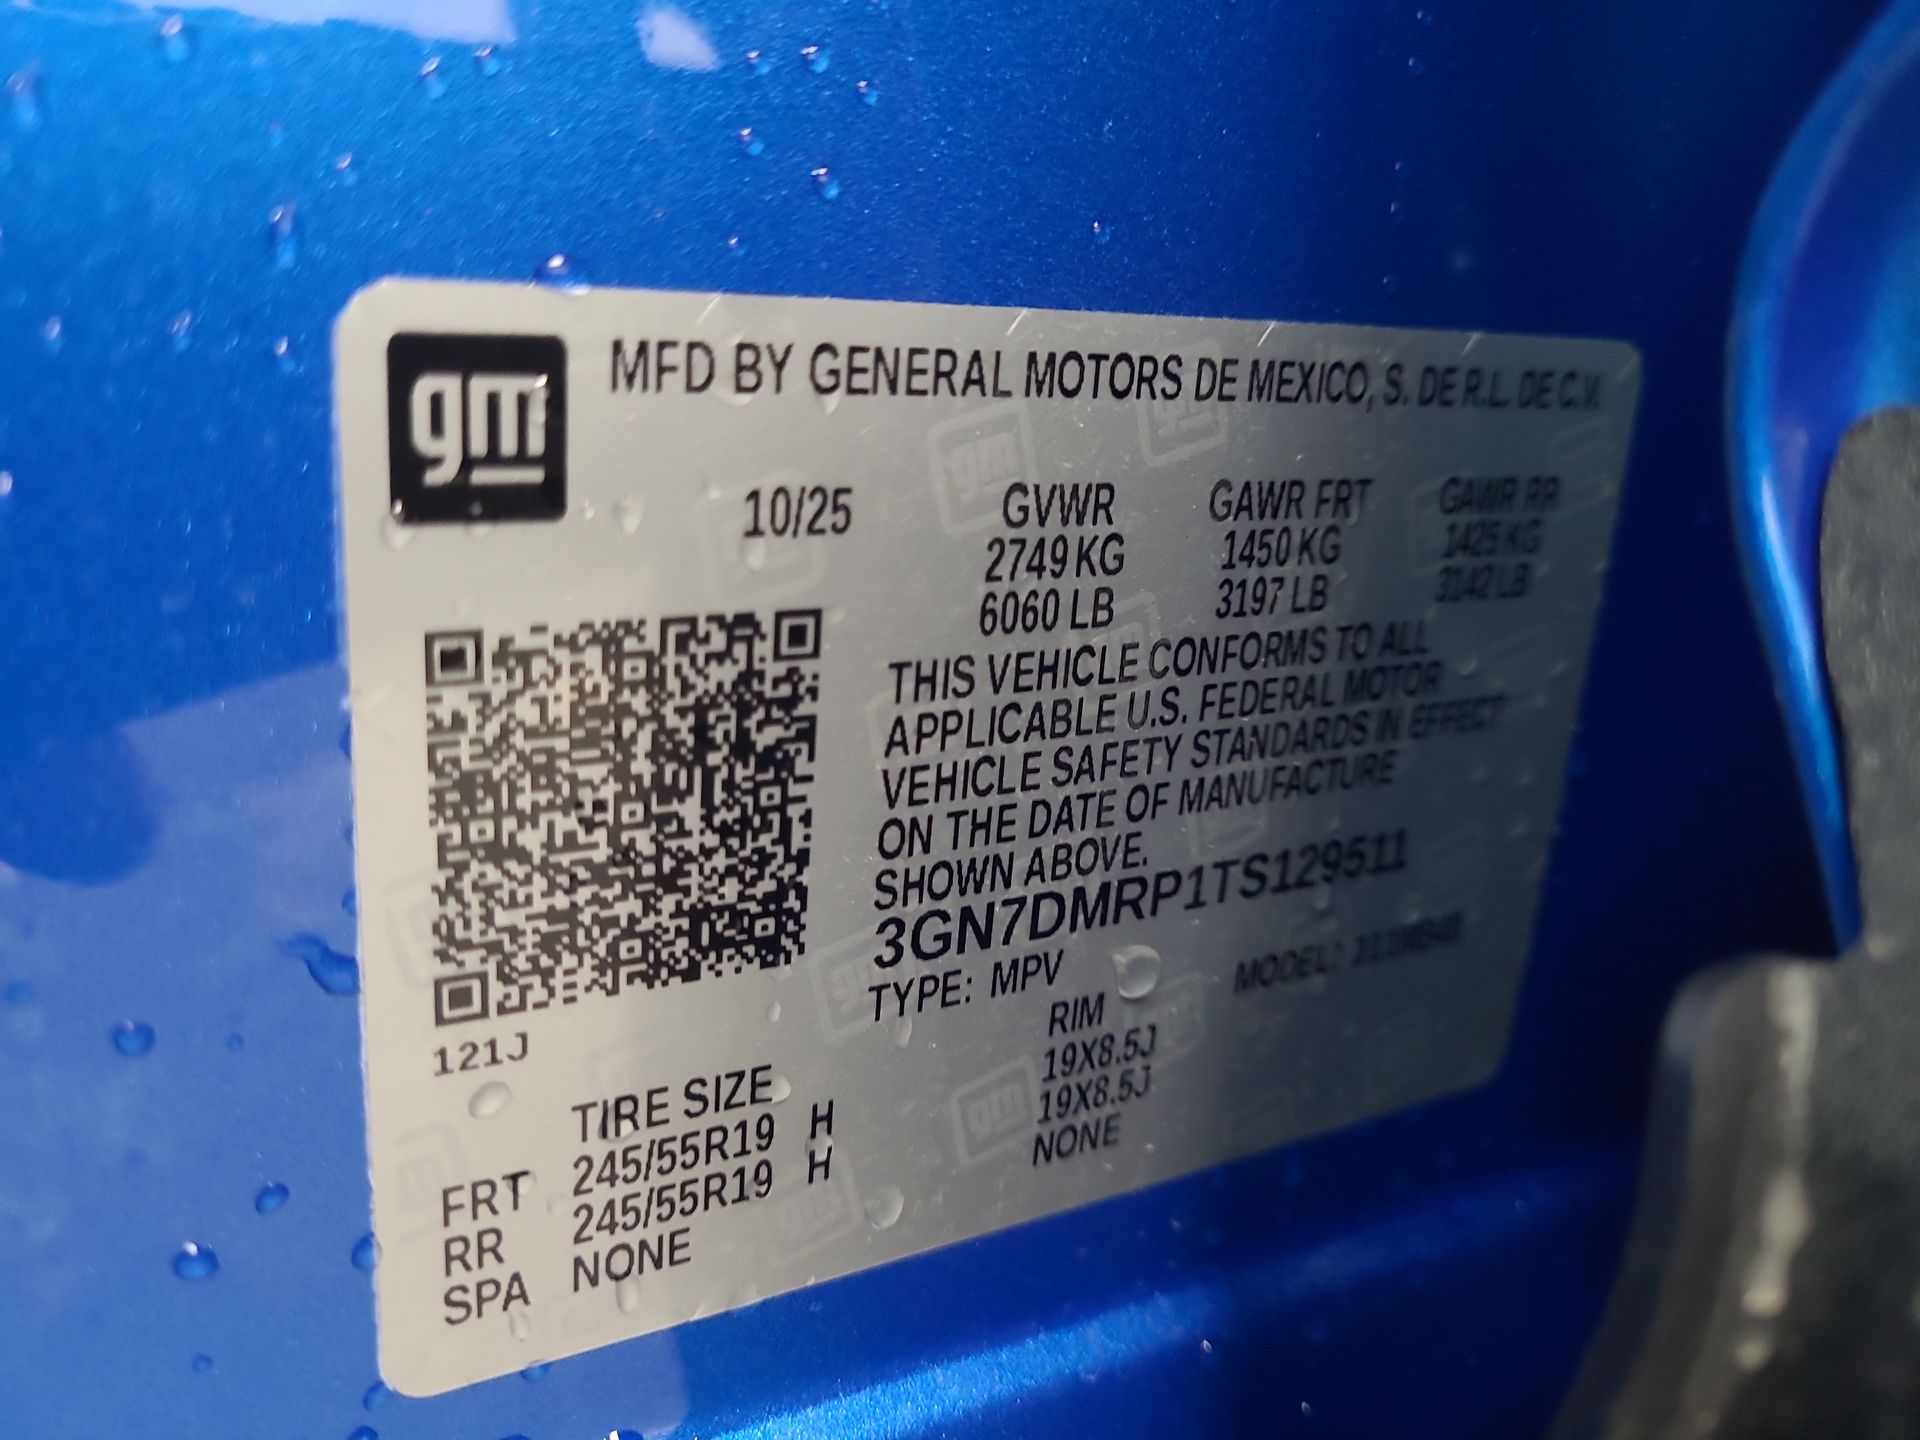 gm
MFD BY GENERAL MOTORS DE MEXICO, S. DE R.L. DE C.V.
10/25 GVWR GAWR FRT GAWR RR
2749 KG 1450 KG 1425 KG
6060 LB 3197 LB 3142 LB
THIS VEHICLE CONFORMS TO ALL
APPLICABLE U.S. FEDERAL MOTOR
VEHICLE SAFETY STANDARDS IN EFFECT
ON THE DATE OF MANUFACTURE
SHOWN ABOVE.
3GN7DMRP1TS129511
TYPE: MPV MODEL:
121J
TIRE SIZE RIM
FRT 245/55R19 H 19X8.5J
RR 245/55R19 H 19X8.5J
SPA NONE NONE